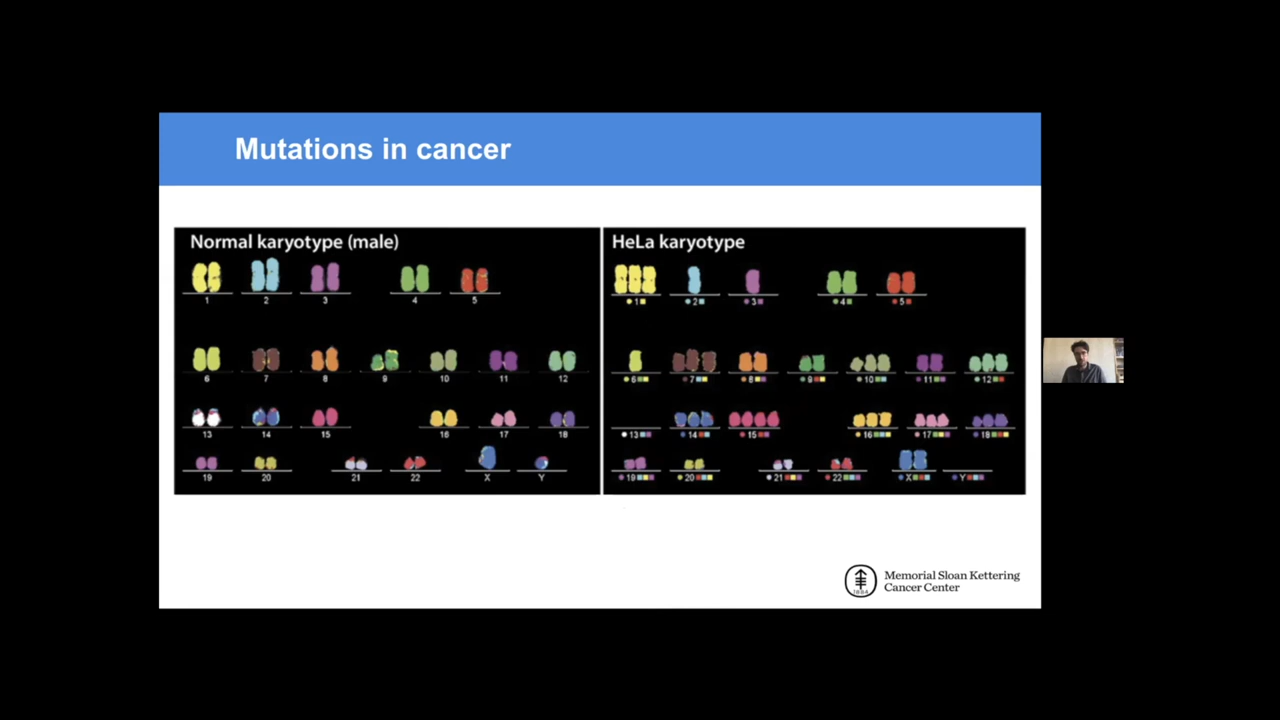 Mutations in cancer
Normal karyotype (male)
1 2 3 4 5
6 7 8 9 10 11 12
13 14 15 16 17 18
19 20 21 22 X Y
HeLa karyotype
1 2 3 4 5
6 7 8 9 10 11 12
13 14 15 16 17 18
19 20 21 22 X Y
1884
Memorial Sloan Kettering
Cancer Center